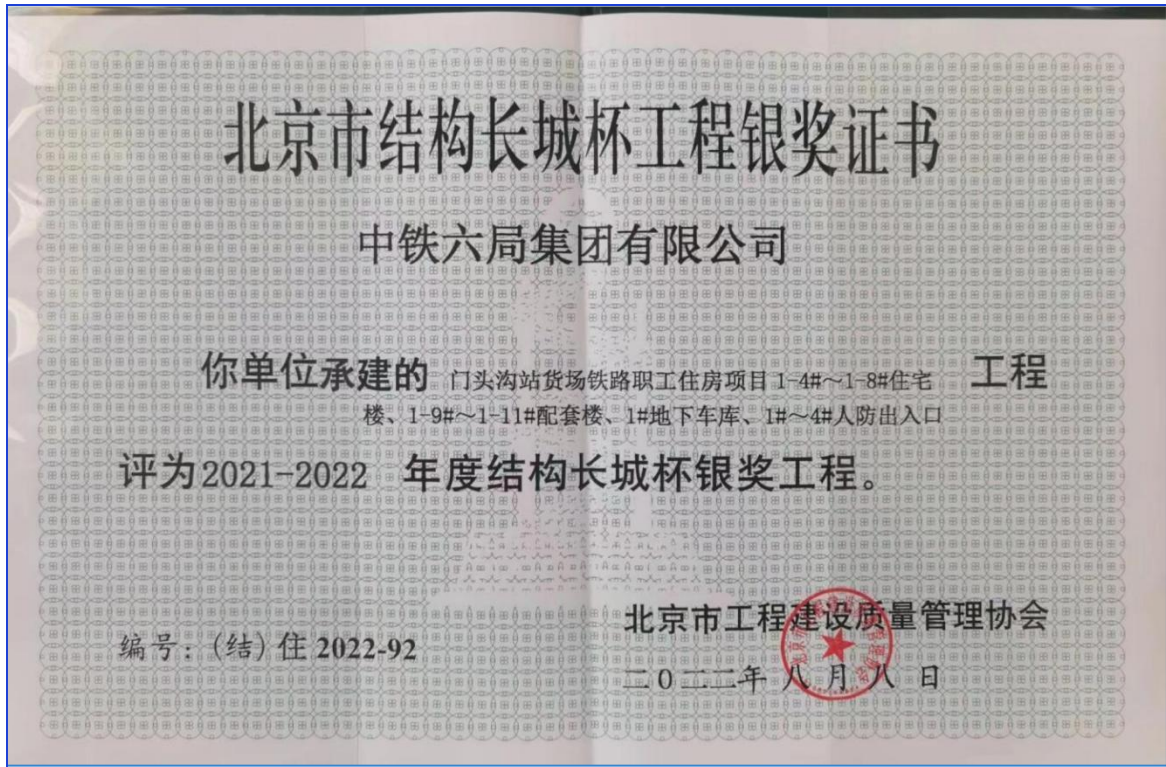 北京市结构长城杯工程银奖证书
中铁六局集团有限公司
你单位承建的 门头沟站货场铁路职工住房项目1-4#～1-8#住宅 工程
楼、1-9#～1-11#配套楼、1#地下车库、1#～4#人防出入口
评为2021-2022 年度结构长城杯银奖工程。
北京市工程建设质量管理协会
编号：(结)住 2022-92
二0二二年 八 月 八 日